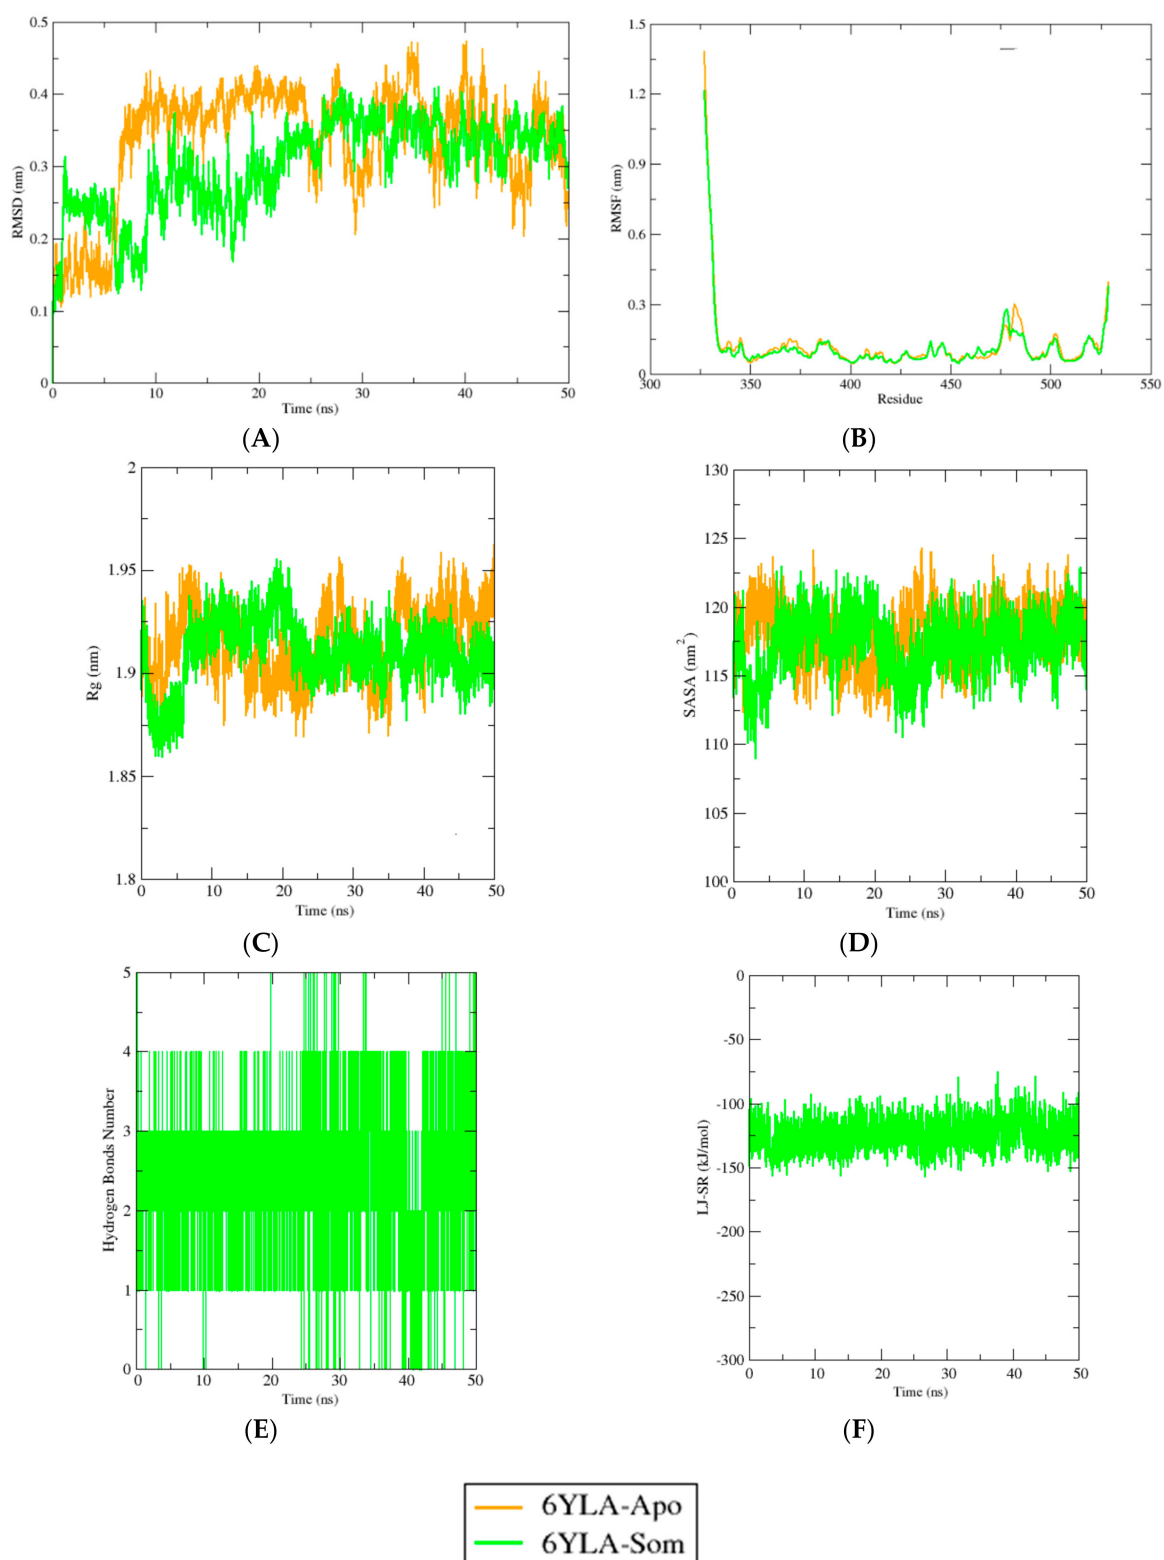 0.5
0.4
0.3
0.2
0.1
0
RMSD (nm)
0 10 20 30 40 50
Time (ns)
(A)
1.5
1.2
0.9
0.6
0.3
0
RMSF (nm)
300 350 400 450 500 550
Residue
(B)
2
1.95
1.9
1.85
1.8
Rg (nm)
0 10 20 30 40 50
Time (ns)
(C)
130
125
120
115
110
105
100
SASA (nm²)
0 10 20 30 40 50
Time (ns)
(D)
5
4
3
2
1
0
Hydrogen Bonds Number
0 10 20 30 40 50
Time (ns)
(E)
0
-50
-100
-150
-200
-250
-300
LJ-SR (kJ/mol)
0 10 20 30 40 50
Time (ns)
(F)
6YLA-Apo
6YLA-Som